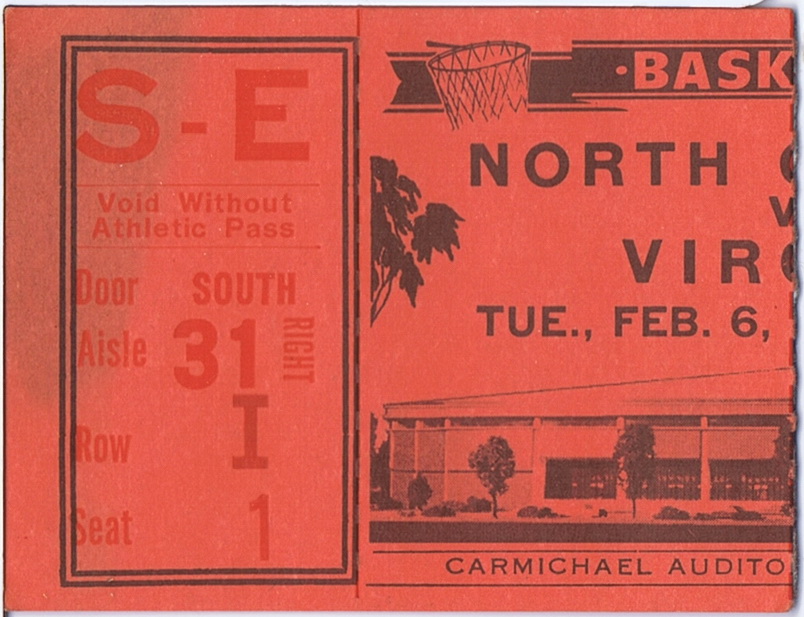 S-E
Void Without
Athletic Pass
Door SOUTH
Aisle 31 RIGHT
Row I
Seat 1
·BASK
NORTH
VIR
TUE., FEB. 6,
CARMICHAEL AUDITO